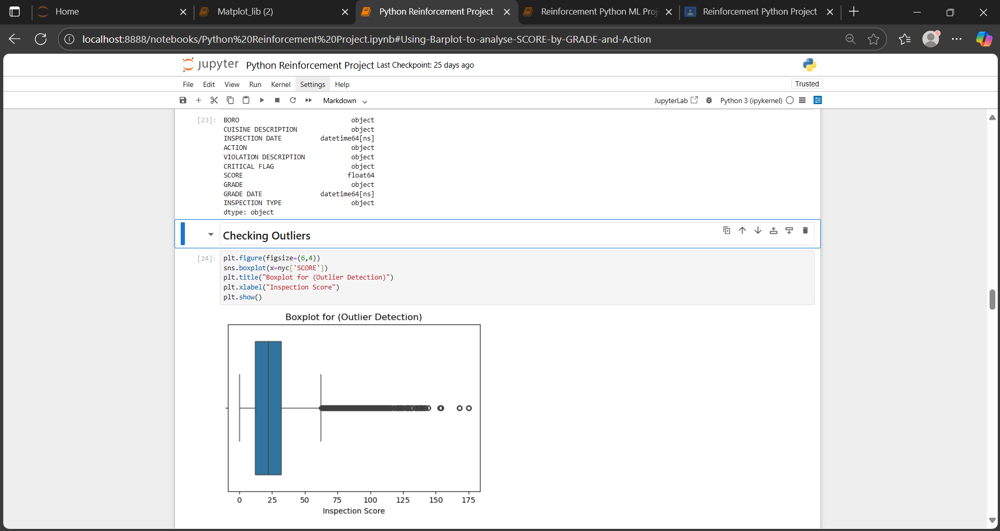 Home
Matplot_lib (2)
Python Reinforcement Project
Reinforcement Python ML Proj
Reinforcement Python Project
localhost:8888/notebooks/Python%20Reinforcement%20Project.ipynb#Using-Barplot-to-analyse-SCORE-by-GRADE-and-Action
jupyter Python Reinforcement Project Last Checkpoint: 25 days ago
File Edit View Run Kernel Settings Help Trusted
Markdown JupyterLab Python 3 (ipykernel)
[23]: BORO object
CUISINE DESCRIPTION object
INSPECTION DATE datetime64[ns]
ACTION object
VIOLATION DESCRIPTION object
CRITICAL FLAG object
SCORE float64
GRADE object
GRADE DATE datetime64[ns]
INSPECTION TYPE object
dtype: object
Checking Outliers
[24]: plt.figure(figsize=(6,4))
sns.boxplot(x=nyc['SCORE'])
plt.title("Boxplot for (Outlier Detection)")
plt.xlabel("Inspection Score")
plt.show()
Boxplot for (Outlier Detection)
0 25 50 75 100 125 150 175
Inspection Score